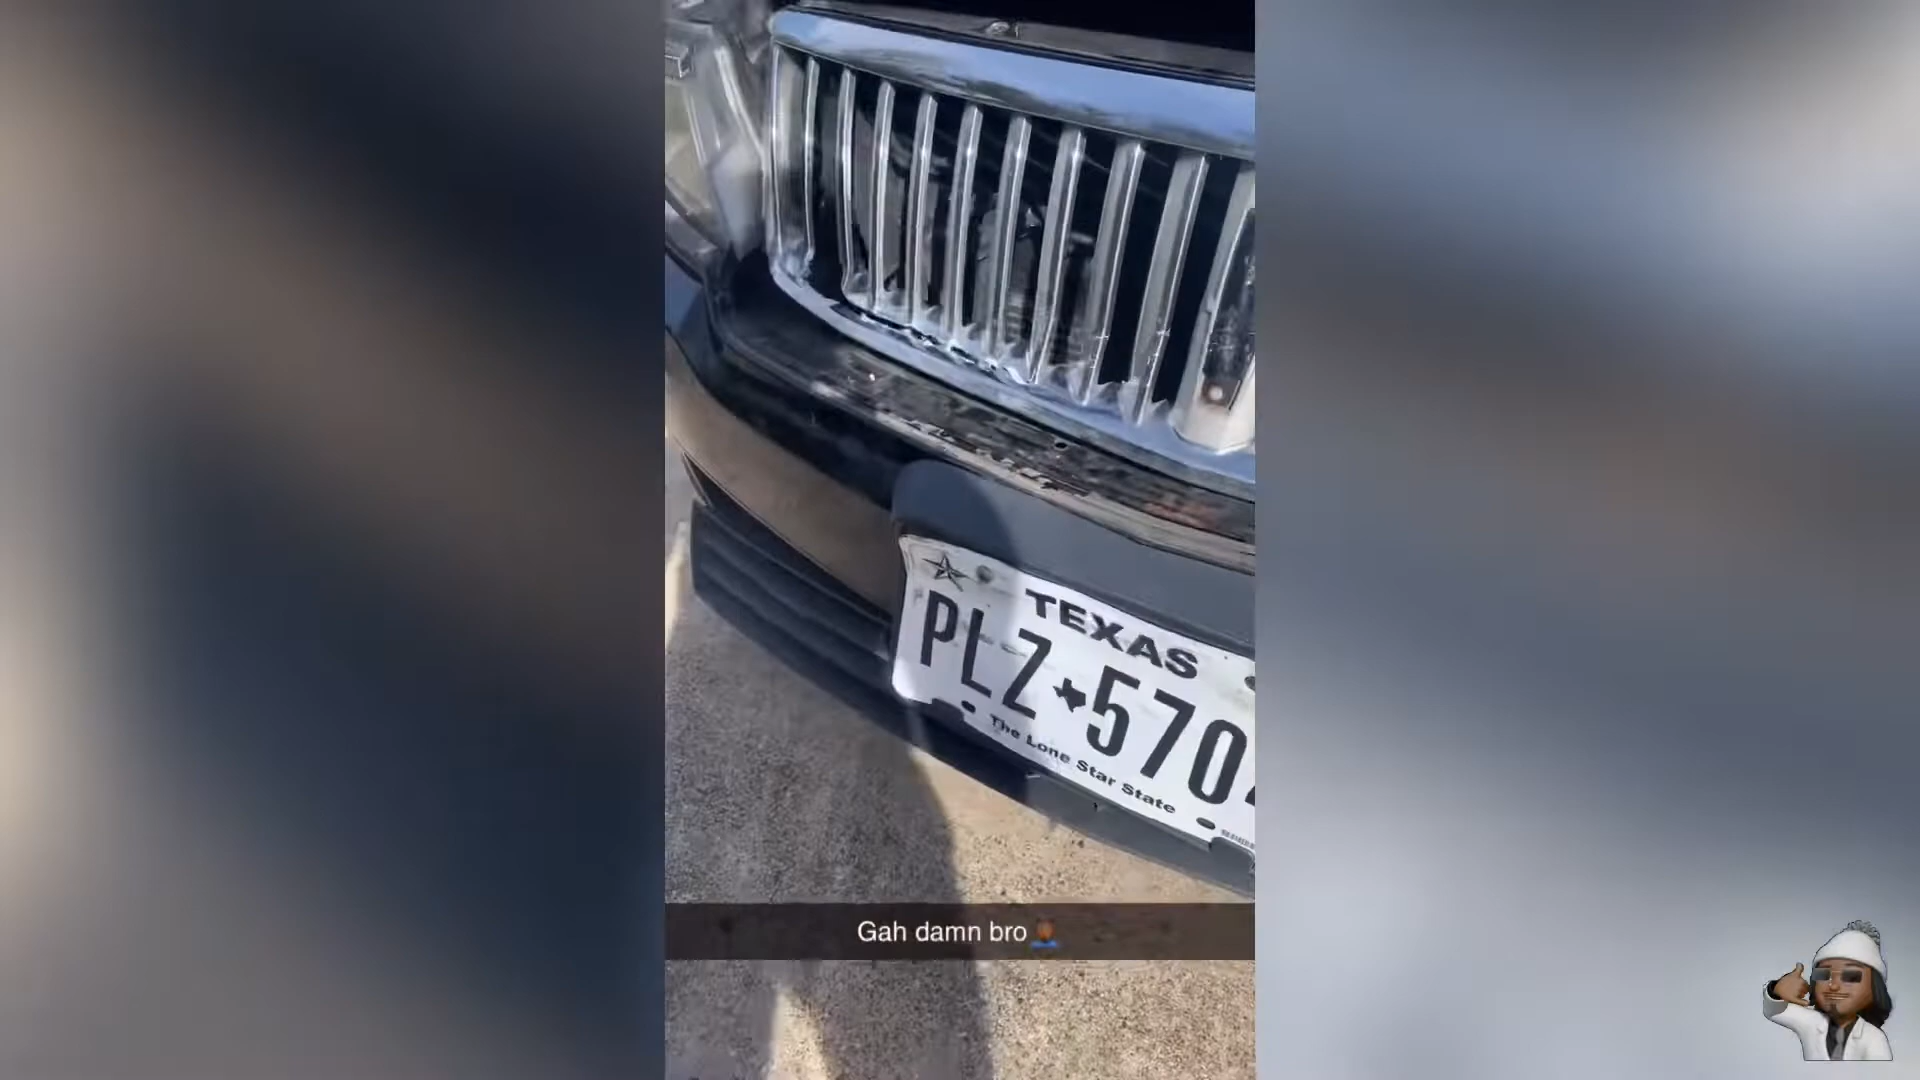 TEXAS
PLZ 570
The Lone Star State
Gah damn bro🤦🏾‍♂️